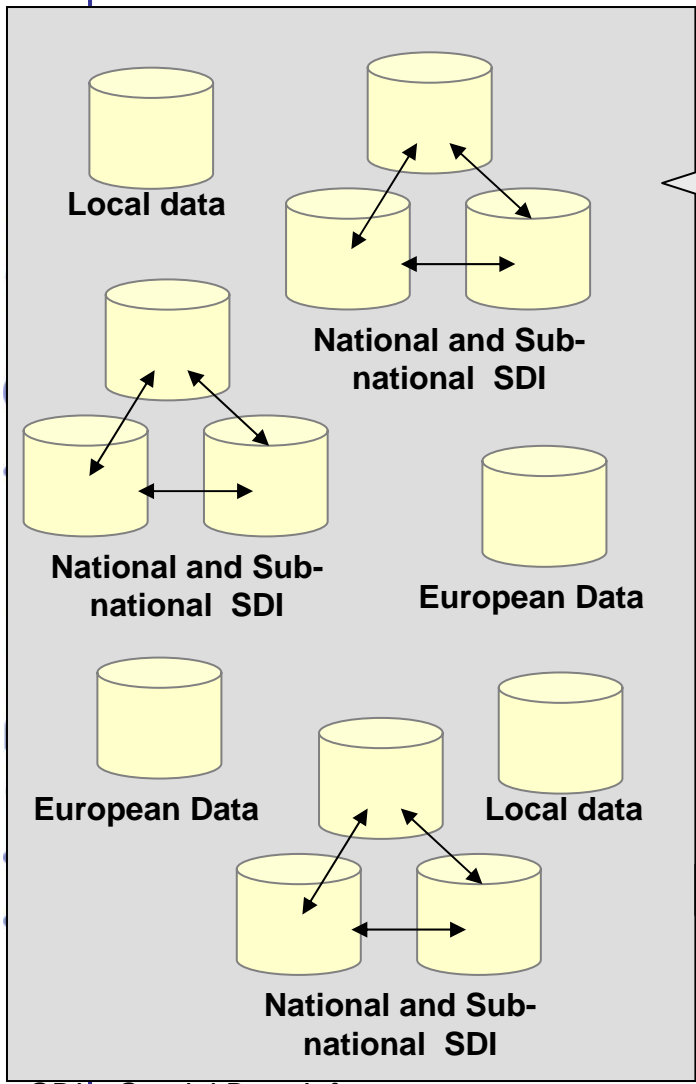 Local data
National and Sub-
national SDI
National and Sub-
national SDI
European Data
European Data
Local data
National and Sub-
national SDI